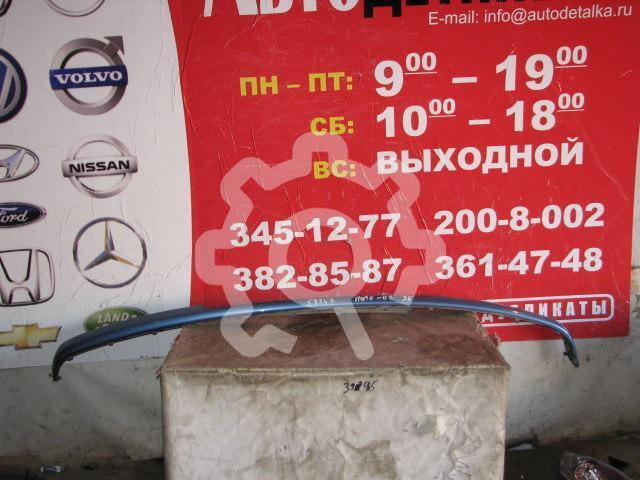 E-mail: info@autodetalka.ru
ПН – ПТ: 9⁰⁰ – 19⁰⁰
СБ: 10⁰⁰ – 18⁰⁰
ВС: ВЫХОДНОЙ
345-12-77 200-8-002
382-85-87 361-47-48
VOLVO
NISSAN
Ford
LAND